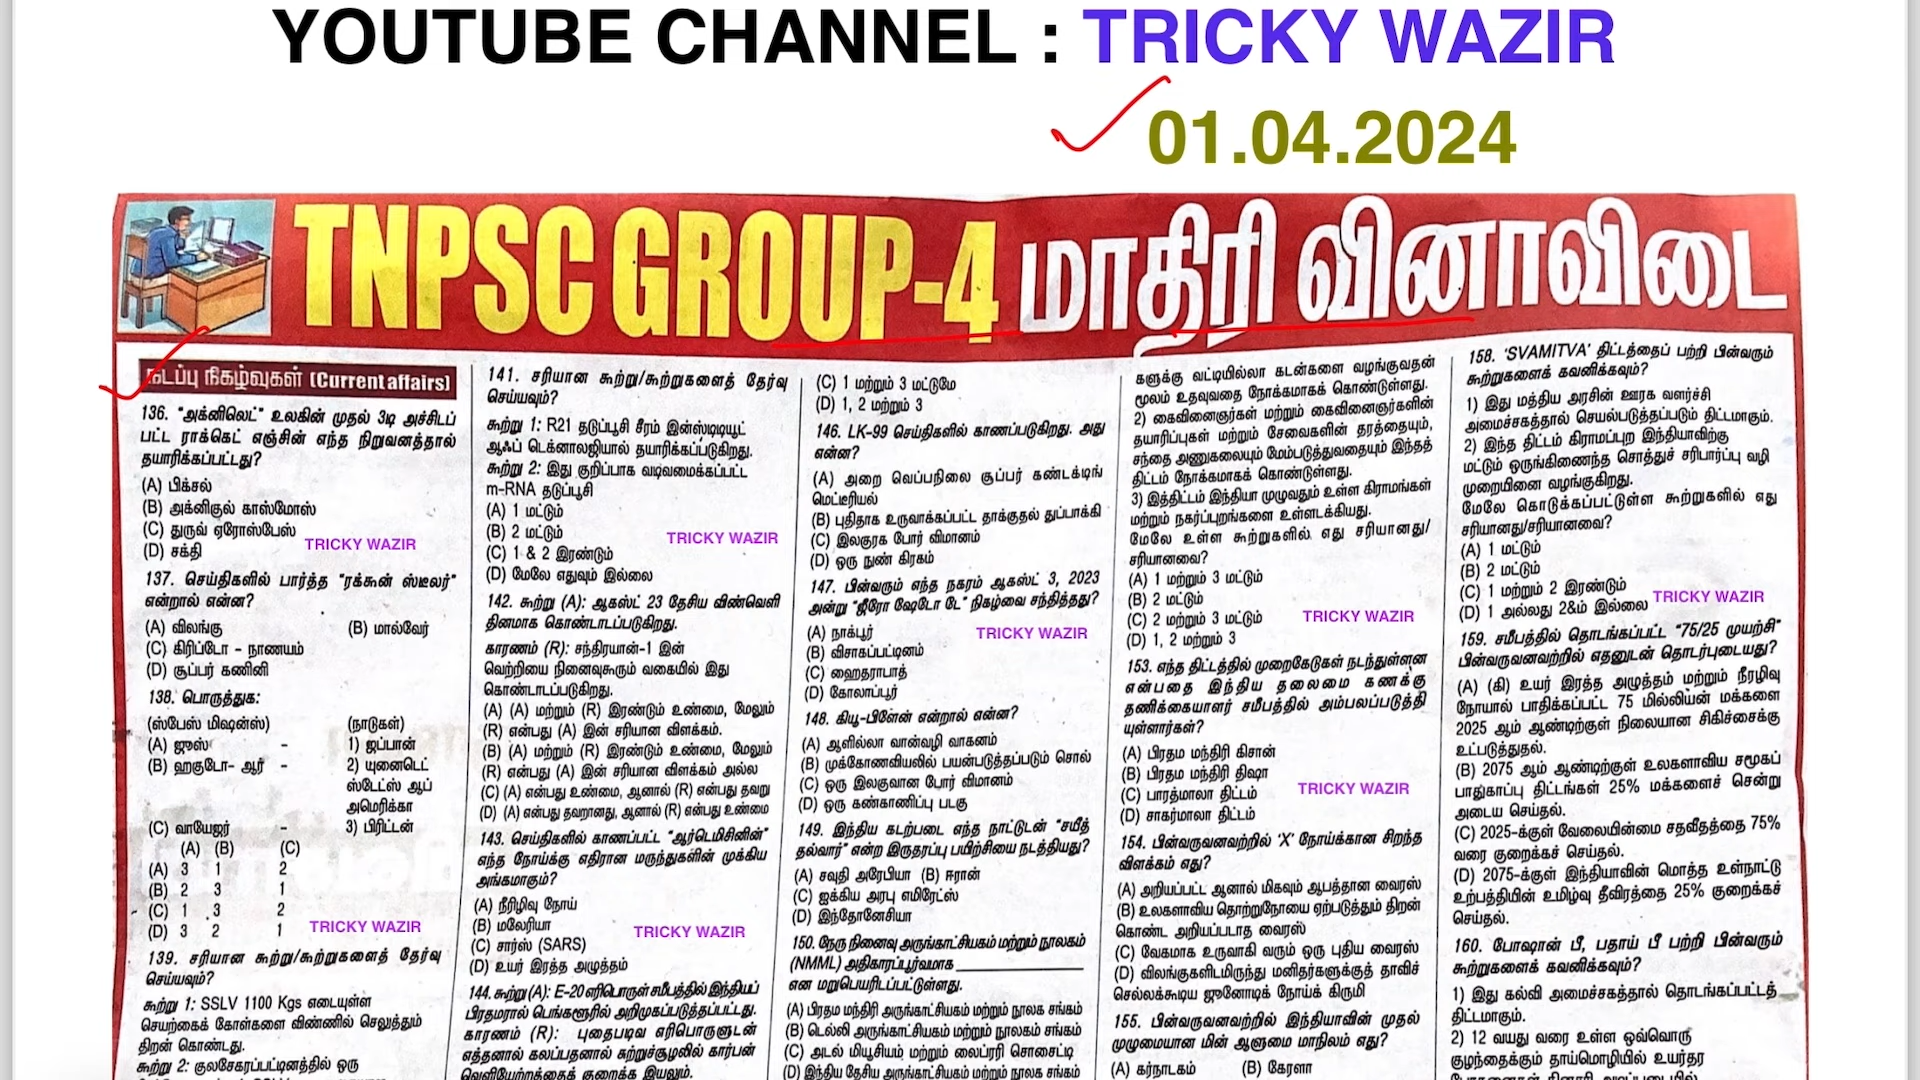 YOUTUBE CHANNEL : TRICKY WAZIR
01.04.2024
TNPSC GROUP-4 மாதிரி வினாவிடை
நடப்பு நிகழ்வுகள் (Current affairs)
136. "அக்னிலெட்" உலகின் முதல் 3டி அச்சிடப்
பட்ட ராக்கெட் எஞ்சின் எந்த நிறுவனத்தால்
தயாரிக்கப்பட்டது?
(A) பிக்சல்
(B) அக்னிகுல் காஸ்மோஸ்
(C) துருவ் ஏரோஸ்பேஸ்
(D) சக்தி
TRICKY WAZIR
137. செய்திகளில் பார்த்த "ரக்கூன் ஸ்டீலர்"
என்றால் என்ன?
(A) விலங்கு (B) மால்வேர்
(C) கிரிப்டோ - நாணயம்
(D) சூப்பர் கணினி
138. பொருத்துக:
(ஸ்பேஸ் மிஷன்ஸ்) (நாடுகள்)
(A) ஜுஸ் - 1) ஜப்பான்
(B) ஹகுடோ- ஆர் - 2) யுனைடெட்
ஸ்டேட்ஸ் ஆப்
அமெரிக்கா
(C) வாயேஜர் - 3) பிரிட்டன்
(A) (B) (C)
(A) 3 1 2
(B) 2 3 1
(C) 1 3 2
(D) 3 2 1
TRICKY WAZIR
139. சரியான கூற்று/கூற்றுகளைத் தேர்வு
செய்யவும்?
கூற்று 1: SSLV 1100 Kgs எடையுள்ள
செயற்கைக் கோள்களை விண்ணில் செலுத்தும்
திறன் கொண்டது.
கூற்று 2: குலசேகரப்பட்டினத்தில் ஒரு
141. சரியான கூற்று/கூற்றுகளைத் தேர்வு
செய்யவும்?
கூற்று 1: R21 தடுப்பூசி சீரம் இன்ஸ்டிடியூட்
ஆஃப் டெக்னாலஜியால் தயாரிக்கப்படுகிறது.
கூற்று 2: இது குறிப்பாக வடிவமைக்கப்பட்ட
m-RNA தடுப்பூசி
(A) 1 மட்டும்
(B) 2 மட்டும்
(C) 1 & 2 இரண்டும்
(D) மேலே எதுவும் இல்லை
TRICKY WAZIR
142. கூற்று (A): ஆகஸ்ட் 23 தேசிய விண்வெளி
தினமாக கொண்டாடப்படுகிறது.
காரணம் (R): சந்திரயான்-1 இன்
வெற்றியை நினைவுகூரும் வகையில் இது
கொண்டாடப்படுகிறது.
(A) (A) மற்றும் (R) இரண்டும் உண்மை, மேலும்
(R) என்பது (A) இன் சரியான விளக்கம்.
(B) (A) மற்றும் (R) இரண்டும் உண்மை, மேலும்
(R) என்பது (A) இன் சரியான விளக்கம் அல்ல
(C) (A) என்பது உண்மை, ஆனால் (R) என்பது தவறு
(D) (A) என்பது தவறானது, ஆனால் (R) என்பது உண்மை
143. செய்திகளில் காணப்பட்ட "ஆர்டெமிசினின்"
எந்த நோய்க்கு எதிரான மருந்துகளின் முக்கிய
அங்கமாகும்?
(A) நீரிழிவு நோய்
(B) மலேரியா
(C) சார்ஸ் (SARS)
(D) உயர் இரத்த அழுத்தம்
TRICKY WAZIR
144. கூற்று (A): E-20 எரிபொருள் சமீபத்தில் இந்தியப்
பிரதமரால் பெங்களூரில் அறிமுகப்படுத்தப்பட்டது.
காரணம் (R): புதைபடிவ எரிபொருளுடன்
எத்தனால் கலப்பதனால் சுற்றுச்சூழலில் கார்பன்
வெளியேற்றத்தைக் குறைக்க இயலும்.
(C) 1 மற்றும் 3 மட்டுமே
(D) 1, 2 மற்றும் 3
146. LK-99 செய்திகளில் காணப்படுகிறது. அது
என்ன?
(A) அறை வெப்பநிலை சூப்பர் கண்டக்டிங்
மெட்டீரியல்
(B) புதிதாக உருவாக்கப்பட்ட தாக்குதல் துப்பாக்கி
(C) இலகுரக போர் விமானம்
(D) ஒரு நுண் கிரகம்
147. பின்வரும் எந்த நகரம் ஆகஸ்ட் 3, 2023
அன்று "ஜீரோ ஷேடோ டே" நிகழ்வை சந்தித்தது?
(A) நாக்பூர்
(B) விசாகப்பட்டினம்
(C) ஹைதராபாத்
(D) கோலாப்பூர்
TRICKY WAZIR
148. கியூ-பிளேன் என்றால் என்ன?
(A) ஆளில்லா வான்வழி வாகனம்
(B) முக்கோணவியலில் பயன்படுத்தப்படும் சொல்
(C) ஒரு இலகுவான போர் விமானம்
(D) ஒரு கண்காணிப்பு படகு
149. இந்திய கடற்படை எந்த நாட்டுடன் "சமீத்
தல்வார்" என்ற இருதரப்பு பயிற்சியை நடத்தியது?
(A) சவுதி அரேபியா (B) ஈரான்
(C) ஐக்கிய அரபு எமிரேட்ஸ்
(D) இந்தோனேசியா
150. நேரு நினைவு அருங்காட்சியகம் மற்றும் நூலகம்
(NMML) அதிகாரப்பூர்வமாக ____________
என மறுபெயரிடப்பட்டுள்ளது.
(A) பிரதம மந்திரி அருங்காட்சியகம் மற்றும் நூலக சங்கம்
(B) டெல்லி அருங்காட்சியகம் மற்றும் நூலகம் சங்கம்
(C) அடல் மியூசியம் மற்றும் லைப்ரரி சொசைட்டி
(D) இந்திய தேசிய அருங்காட்சியகம் மற்றும் நூலக சங்கம்
களுக்கு வட்டியில்லா கடன்களை வழங்குவதன்
மூலம் உதவுவதை நோக்கமாகக் கொண்டுள்ளது.
2) கைவினைஞர்கள் மற்றும் கைவினைஞர்களின்
தயாரிப்புகள் மற்றும் சேவைகளின் தரத்தையும்,
சந்தை அணுகலையும் மேம்படுத்துவதையும் இந்தத்
திட்டம் நோக்கமாகக் கொண்டுள்ளது.
3) இத்திட்டம் இந்தியா முழுவதும் உள்ள கிராமங்கள்
மற்றும் நகர்ப்புறங்களை உள்ளடக்கியது.
மேலே உள்ள கூற்றுகளில் எது சரியானது/
சரியானவை?
(A) 1 மற்றும் 3 மட்டும்
(B) 2 மட்டும்
(C) 2 மற்றும் 3 மட்டும்
(D) 1, 2 மற்றும் 3
TRICKY WAZIR
153. எந்த திட்டத்தில் முறைகேடுகள் நடந்துள்ளன
என்பதை இந்திய தலைமை கணக்கு
தணிக்கையாளர் சமீபத்தில் அம்பலப்படுத்தி
யுள்ளார்கள்?
(A) பிரதம மந்திரி கிசான்
(B) பிரதம மந்திரி திஷா
(C) பாரத்மாலா திட்டம்
(D) சாகர்மாலா திட்டம்
TRICKY WAZIR
154. பின்வருவனவற்றில் 'X' நோய்க்கான சிறந்த
விளக்கம் எது?
(A) அறியப்பட்ட ஆனால் மிகவும் ஆபத்தான வைரஸ்
(B) உலகளாவிய தொற்றுநோயை ஏற்படுத்தும் திறன்
கொண்ட அறியப்படாத வைரஸ்
(C) வேகமாக உருவாகி வரும் ஒரு புதிய வைரஸ்
(D) விலங்குகளிடமிருந்து மனிதர்களுக்குத் தாவிச்
செல்லக்கூடிய ஜுனோடிக் நோய்க் கிருமி
155. பின்வருவனவற்றில் இந்தியாவின் முதல்
முழுமையான மின் ஆளுமை மாநிலம் எது?
(A) கர்நாடகம் (B) கேரளா
158. 'SVAMITVA' திட்டத்தைப் பற்றி பின்வரும்
கூற்றுகளைக் கவனிக்கவும்?
1) இது மத்திய அரசின் ஊரக வளர்ச்சி
அமைச்சகத்தால் செயல்படுத்தப்படும் திட்டமாகும்.
2) இந்த திட்டம் கிராமப்புற இந்தியாவிற்கு
மட்டும் ஒருங்கிணைந்த சொத்துச் சரிபார்ப்பு வழி
முறையினை வழங்குகிறது.
மேலே கொடுக்கப்பட்டுள்ள கூற்றுகளில் எது
சரியானது/சரியானவை?
(A) 1 மட்டும்
(B) 2 மட்டும்
(C) 1 மற்றும் 2 இரண்டும்
(D) 1 அல்லது 2&ம் இல்லை
TRICKY WAZIR
159. சமீபத்தில் தொடங்கப்பட்ட "75/25 முயற்சி"
பின்வருவனவற்றில் எதனுடன் தொடர்புடையது?
(A) (கி) உயர் இரத்த அழுத்தம் மற்றும் நீரழிவு
நோயால் பாதிக்கப்பட்ட 75 மில்லியன் மக்களை
2025 ஆம் ஆண்டிற்குள் நிலையான சிகிச்சைக்கு
உட்படுத்துதல்.
(B) 2075 ஆம் ஆண்டிற்குள் உலகளாவிய சமூகப்
பாதுகாப்பு திட்டங்கள் 25% மக்களைச் சென்று
அடைய செய்தல்.
(C) 2025-க்குள் வேலையின்மை சதவீதத்தை 75%
வரை குறைக்கச் செய்தல்.
(D) 2075-க்குள் இந்தியாவின் மொத்த உள்நாட்டு
உற்பத்தியின் உமிழ்வு தீவிரத்தை 25% குறைக்கச்
செய்தல்.
160. போஷான் பீ, பதாய் பீ பற்றி பின்வரும்
கூற்றுகளைக் கவனிக்கவும்?
1) இது கல்வி அமைச்சகத்தால் தொடங்கப்பட்டத்
திட்டமாகும்.
2) 12 வயது வரை உள்ள ஒவ்வொரு
குழந்தைக்கும் தாய்மொழியில் உயர்தர